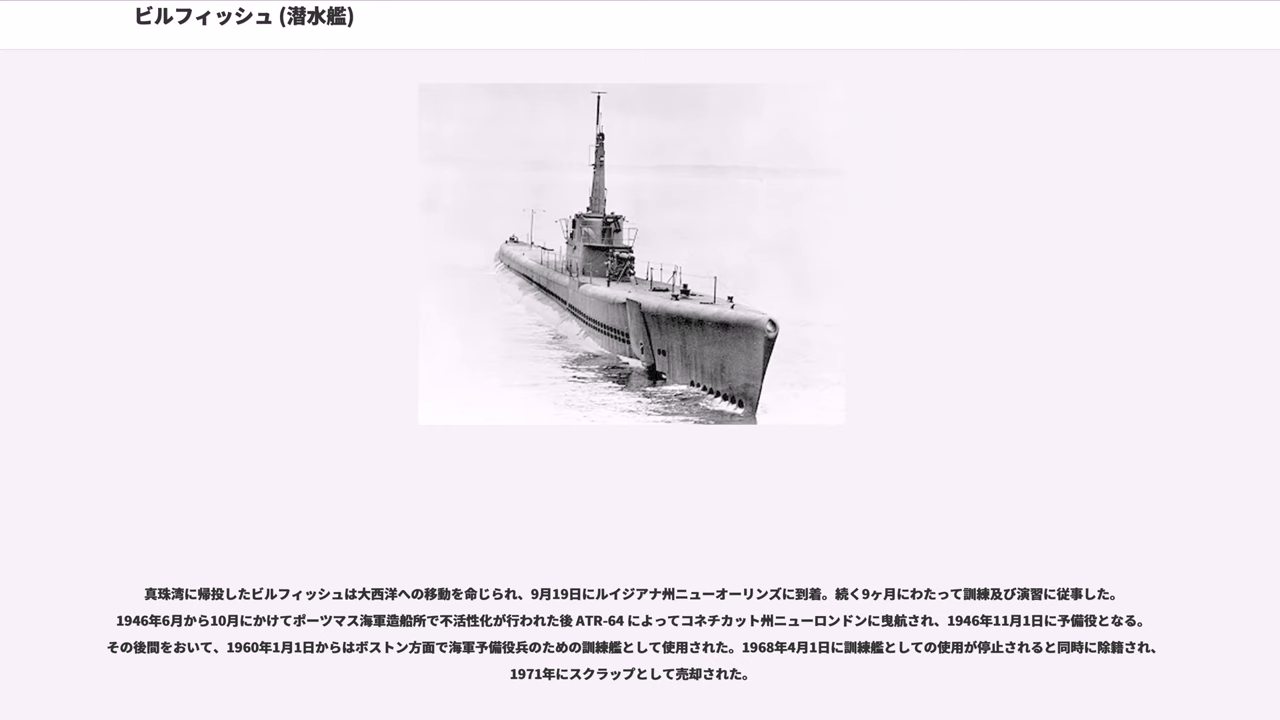 ビルフィッシュ (潜水艦)
真珠湾に帰投したビルフィッシュは大西洋への移動を命じられ、9月19日にルイジアナ州ニューオーリンズに到着。続く9ヶ月にわたって訓練及び演習に従事した。
1946年6月から10月にかけてポーツマス海軍造船所で不活性化が行われた後 ATR-64 によってコネチカット州ニューロンドンに曳航され、1946年11月1日に予備役となる。
その後間をおいて、1960年1月1日からはボストン方面で海軍予備役兵のための訓練艦として使用された。1968年4月1日に訓練艦としての使用が停止されると同時に除籍され、
1971年にスクラップとして売却された。